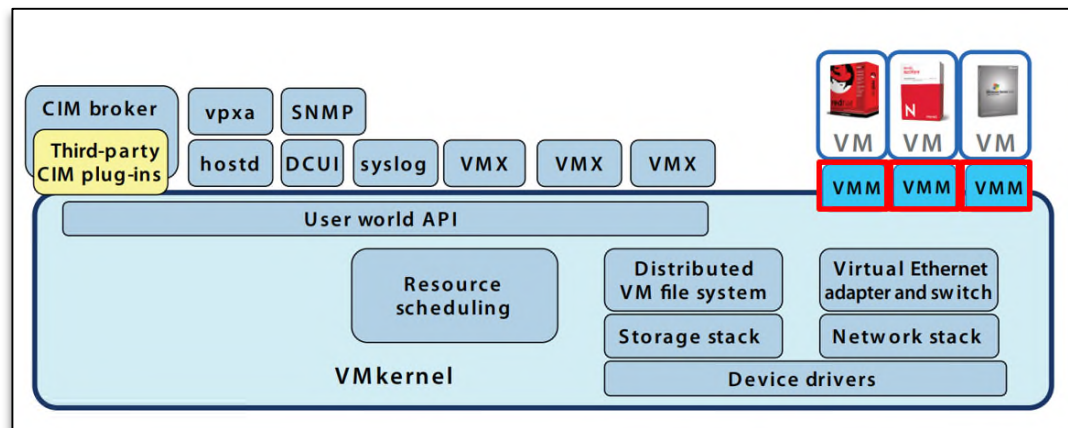 CIM broker
Third-party
CIM plug-ins
vpxa
SNMP
hostd
DCUI
syslog
VMX
VMX
VMX
redhat
N
VM
VM
VM
VMM
VMM
VMM
User world API
Resource
scheduling
Distributed
VM file system
Virtual Ethernet
adapter and switch
Storage stack
Network stack
VMkernel
Device drivers